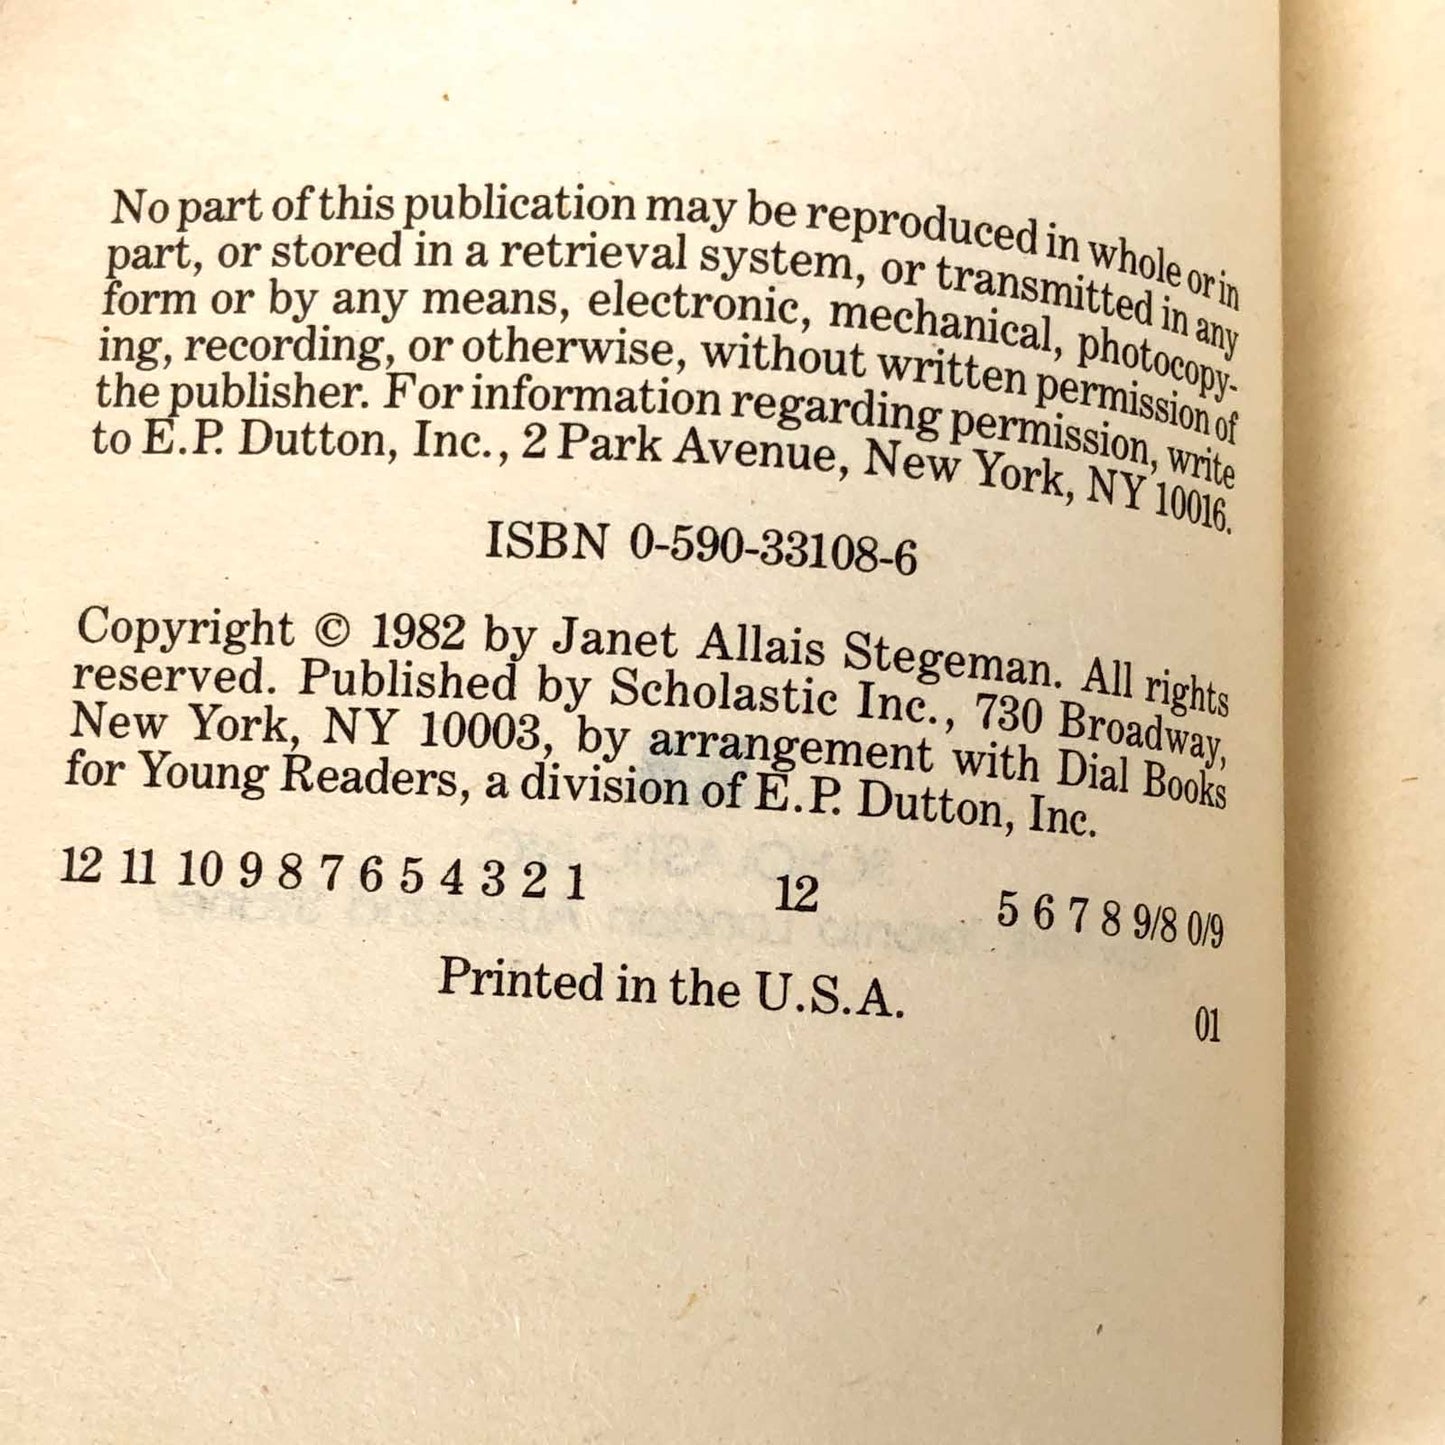 No part of this publication may be reproduced in whole or in
part, or stored in a retrieval system, or transmitted in any
form or by any means, electronic, mechanical, photocopy-
ing, recording, or otherwise, without written permission of
the publisher. For information regarding permission, write
to E.P. Dutton, Inc., 2 Park Avenue, New York, NY 10016.
ISBN 0-590-33108-6
Copyright © 1982 by Janet Allais Stegeman. All rights
reserved. Published by Scholastic Inc., 730 Broadway,
New York, NY 10003, by arrangement with Dial Books
for Young Readers, a division of E.P. Dutton, Inc.
12 11 10 9 8 7 6 5 4 3 2 1 12 5 6 7 8 9/8 0/9
Printed in the U.S.A. 01